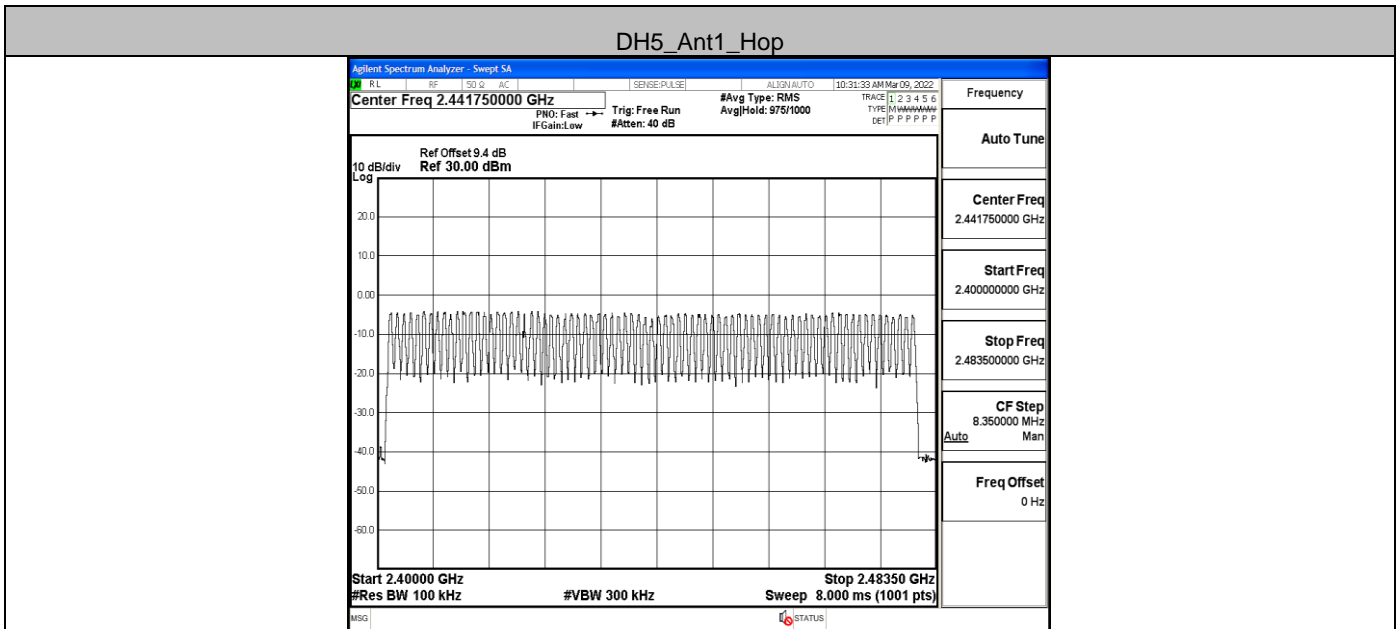 DH5_Ant1_Hop
Agilent Spectrum Analyzer - Swept SA
RL RF 50 Ω AC SENSE:PULSE ALIGN AUTO 10:31:33 AM Mar 09, 2022
Center Freq 2.441750000 GHz
PNO: Fast
IFGain:Low
Trig: Free Run
#Atten: 40 dB
#Avg Type: RMS
Avg|Hold: 975/1000
TRACE 1 2 3 4 5 6
TYPE M
DET P P P P P P
Ref Offset 9.4 dB
10 dB/div Ref 30.00 dBm
Log
20.0
10.0
0.00
-10.0
-20.0
-30.0
-40.0
-50.0
-60.0
Start 2.40000 GHz Stop 2.48350 GHz
#Res BW 100 kHz #VBW 300 kHz Sweep 8.000 ms (1001 pts)
MSG STATUS
Frequency
Auto Tune
Center Freq
2.441750000 GHz
Start Freq
2.400000000 GHz
Stop Freq
2.483500000 GHz
CF Step
8.350000 MHz
Auto Man
Freq Offset
0 Hz